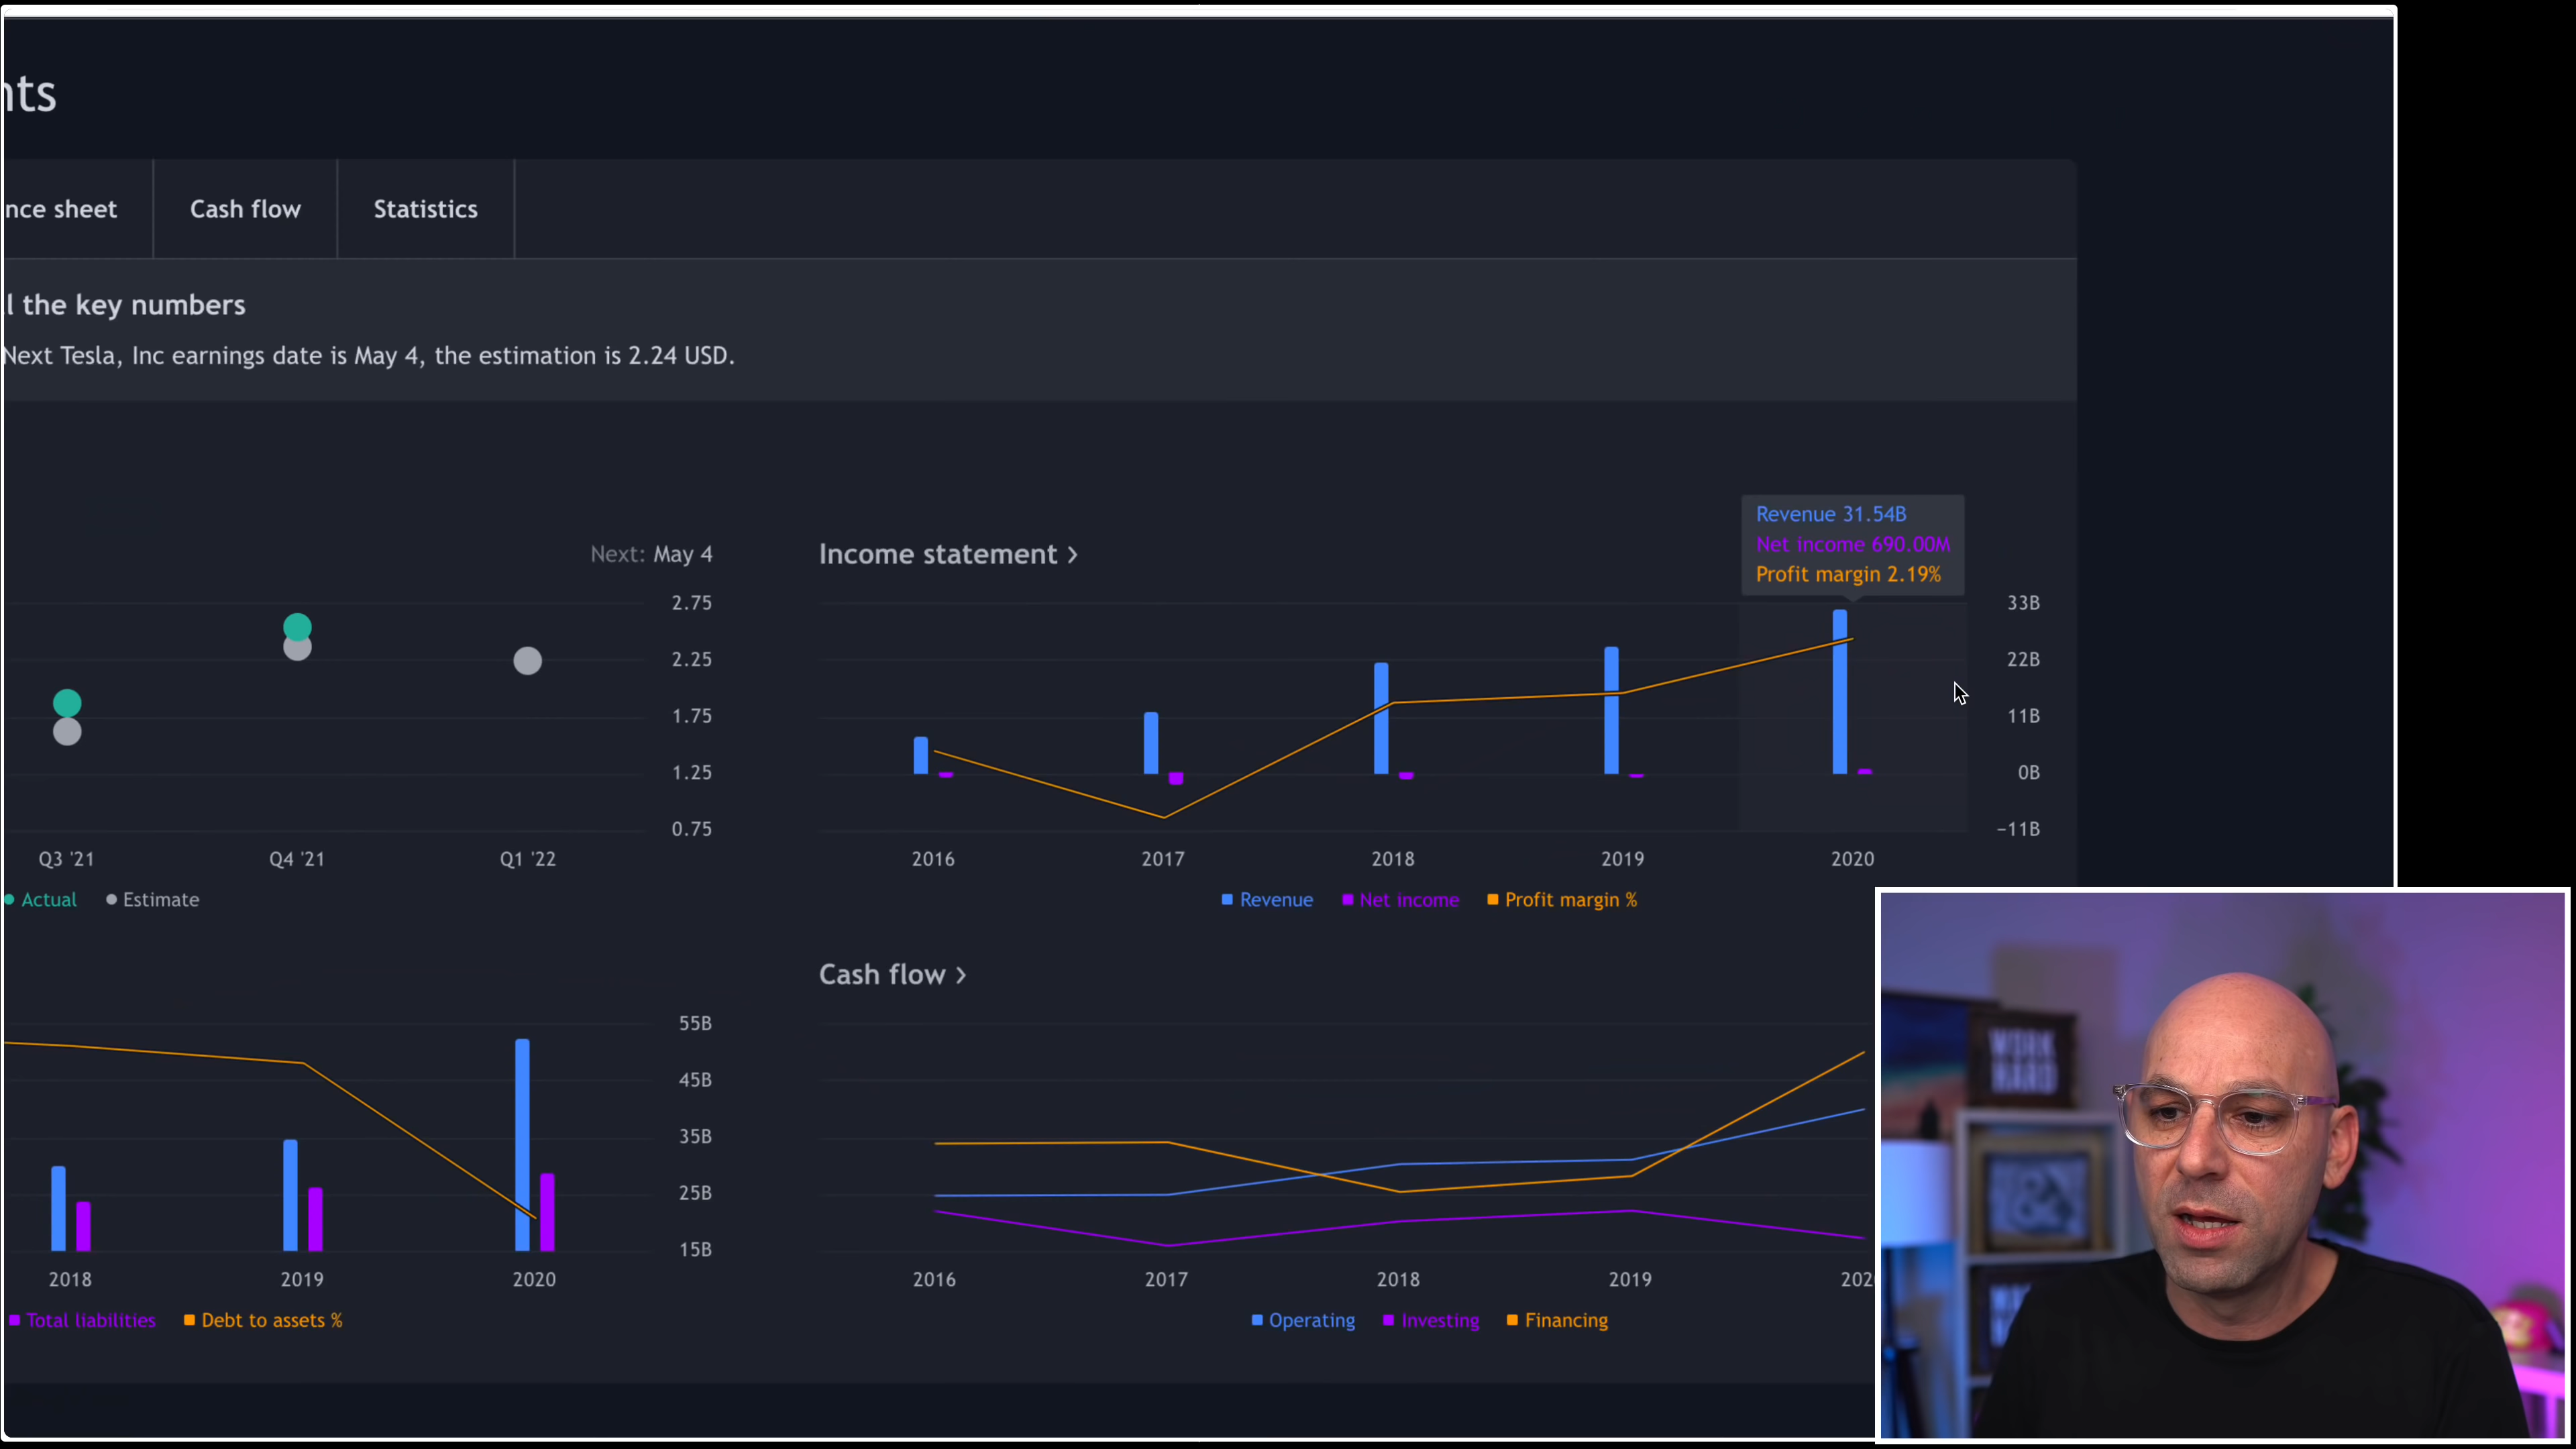 nts
nce sheet
Cash flow
Statistics
l the key numbers
Next Tesla, Inc earnings date is May 4, the estimation is 2.24 USD.
Next: May 4
2.75
2.25
1.75
1.25
0.75
Q3 '21
Q4 '21
Q1 '22
Actual
Estimate
Income statement >
Revenue 31.54B
Net income 690.00M
Profit margin 2.19%
33B
22B
11B
0B
−11B
2016
2017
2018
2019
2020
Revenue
Net income
Profit margin %
55B
45B
35B
25B
15B
2018
2019
2020
Total liabilities
Debt to assets %
Cash flow >
2016
2017
2018
2019
202
Operating
Investing
Financing
WORK
HARD